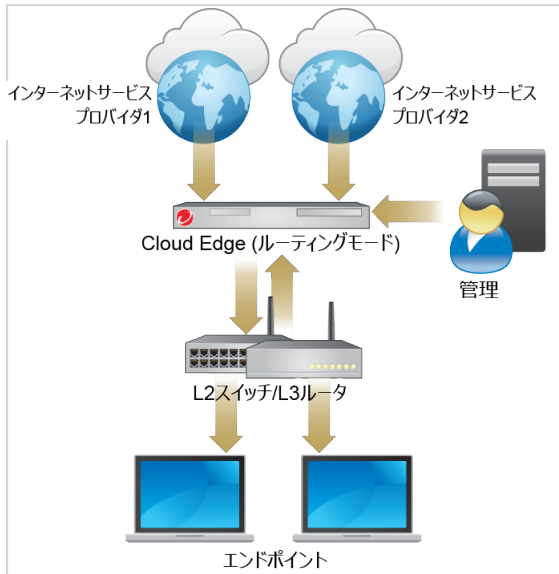 インターネットサービス
プロバイダ1
インターネットサービス
プロバイダ2
Cloud Edge (ルーティングモード)
管理
L2スイッチ/L3ルータ
エンドポイント